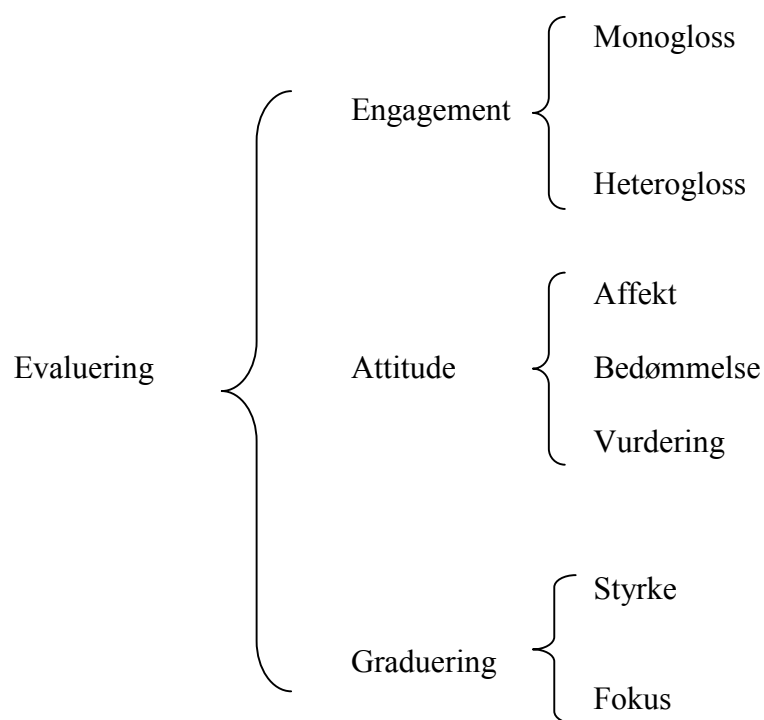 Evaluering
Engagement
Monogloss
Heterogloss
Attitude
Affekt
Bedømmelse
Vurdering
Graduering
Styrke
Fokus